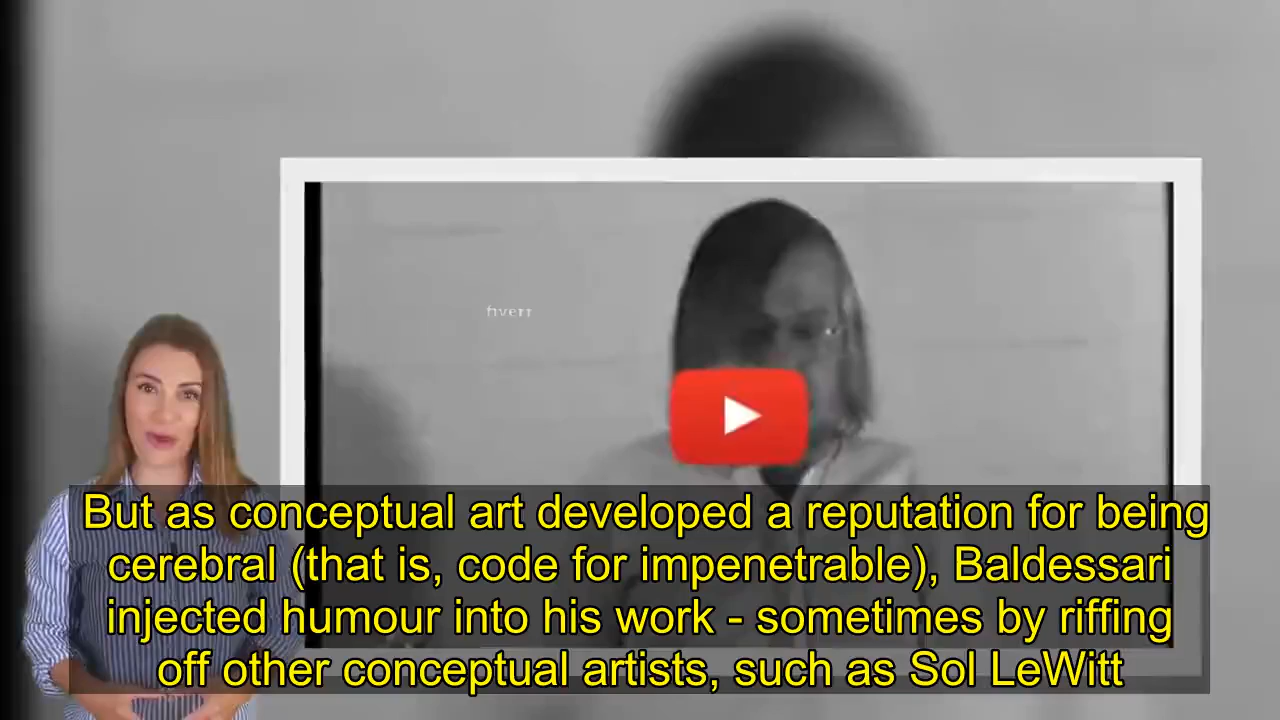 fiverr
But as conceptual art developed a reputation for being
cerebral (that is, code for impenetrable), Baldessari
injected humour into his work - sometimes by riffing
off other conceptual artists, such as Sol LeWitt